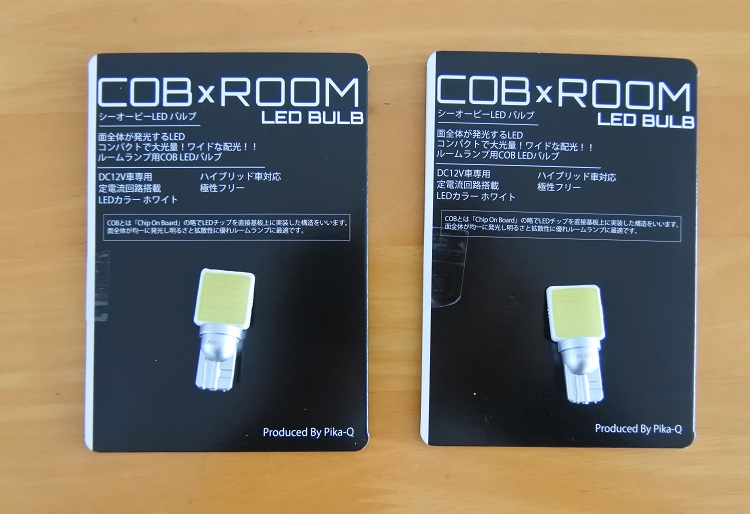 COB x ROOM
LED BULB
シーオービーLED バルブ
面全体が発光するLED
コンパクトで大光量！ワイドな配光！！
ルームランプ用COB LEDバルブ
DC12V車専用 ハイブリッド車対応
定電流回路搭載 極性フリー
LEDカラー ホワイト
COBとは「Chip On Board」の略でLEDチップを直接基板上に実装した構造をいいます。
面全体が均一に発光し明るさと拡散性に優れルームランプに最適です。
Produced By Pika-Q
COB x ROOM
LED BULB
シーオービーLED バルブ
面全体が発光するLED
コンパクトで大光量！ワイドな配光！！
ルームランプ用COB LEDバルブ
DC12V車専用 ハイブリッド車対応
定電流回路搭載 極性フリー
LEDカラー ホワイト
COBとは「Chip On Board」の略でLEDチップを直接基板上に実装した構造をいいます。
面全体が均一に発光し明るさと拡散性に優れルームランプに最適です。
Produced By Pika-Q